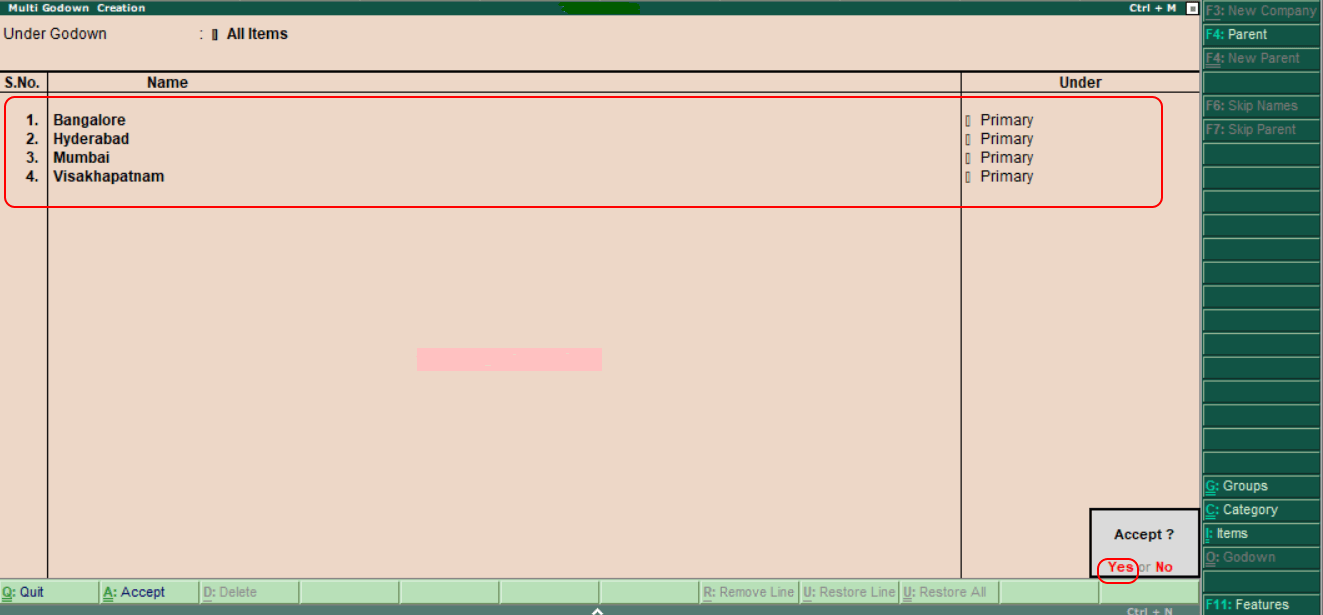 Multi Godown Creation
Ctrl + M
Under Godown : ▯ All Items
S.No. Name Under
1. Bangalore ▯ Primary
2. Hyderabad ▯ Primary
3. Mumbai ▯ Primary
4. Visakhapatnam ▯ Primary
Accept ?
Yes or No
Q: Quit A: Accept D: Delete R: Remove Line U: Restore Line U: Restore All
Ctrl + N
F3: New Company
F4: Parent
F4: New Parent
F6: Skip Names
F7: Skip Parent
G: Groups
C: Category
I: Items
O: Godown
F11: Features